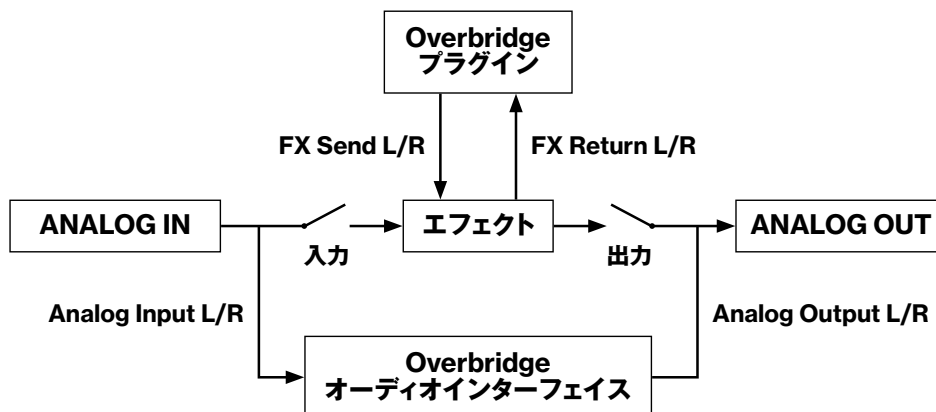 Overbridge
プラグイン
FX Send L/R
FX Return L/R
ANALOG IN
エフェクト
ANALOG OUT
入力
出力
Analog Input L/R
Analog Output L/R
Overbridge
オーディオインターフェイス